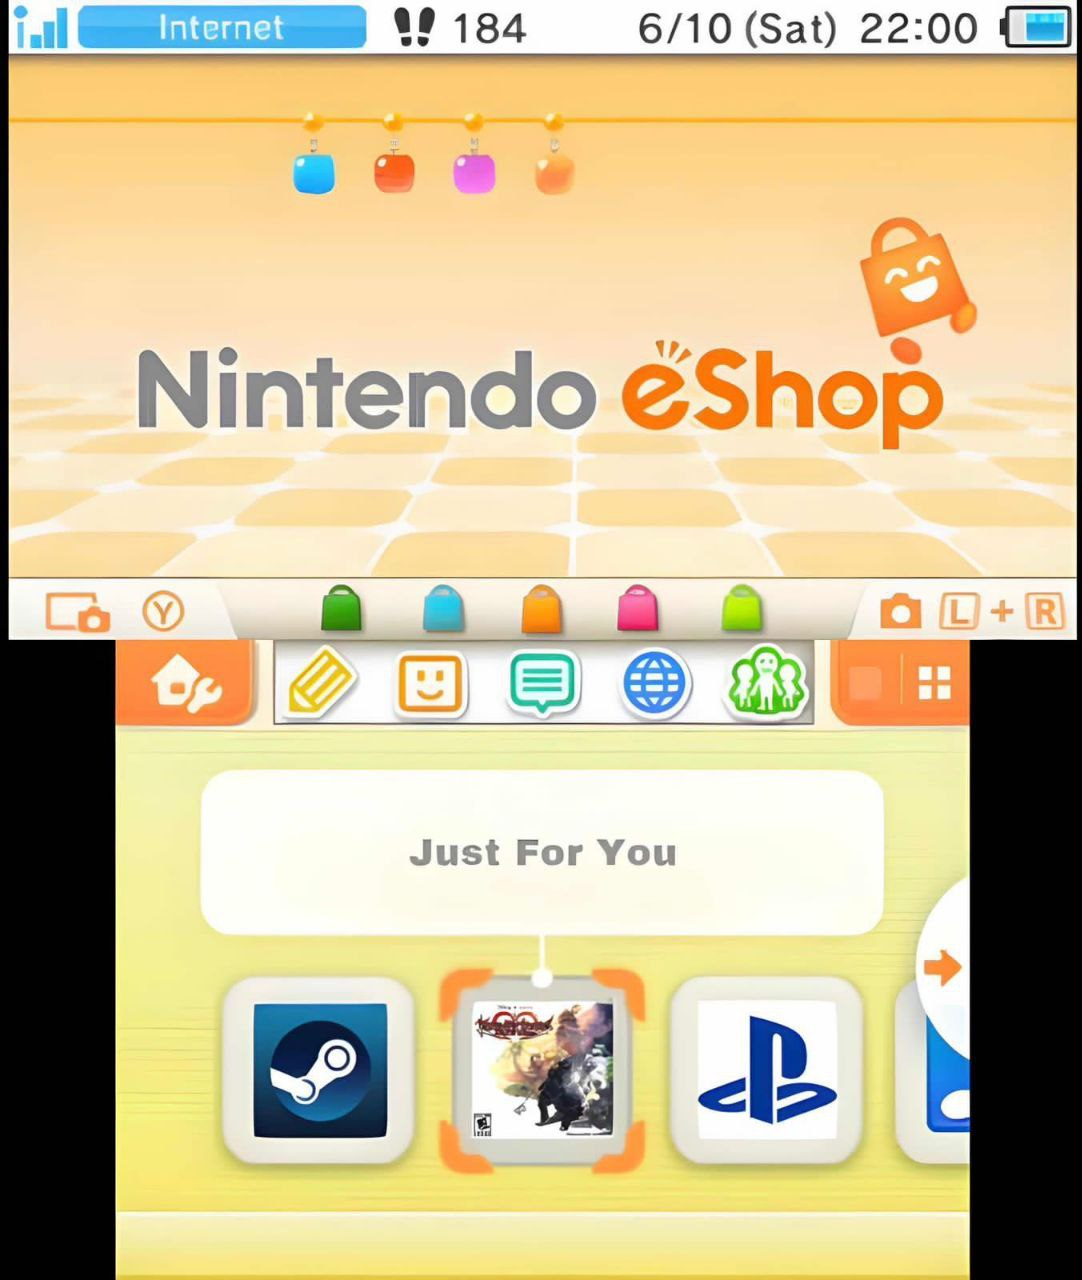 Internet 184 6/10 (Sat) 22:00
Nintendo eShop
Y L + R
Just For You